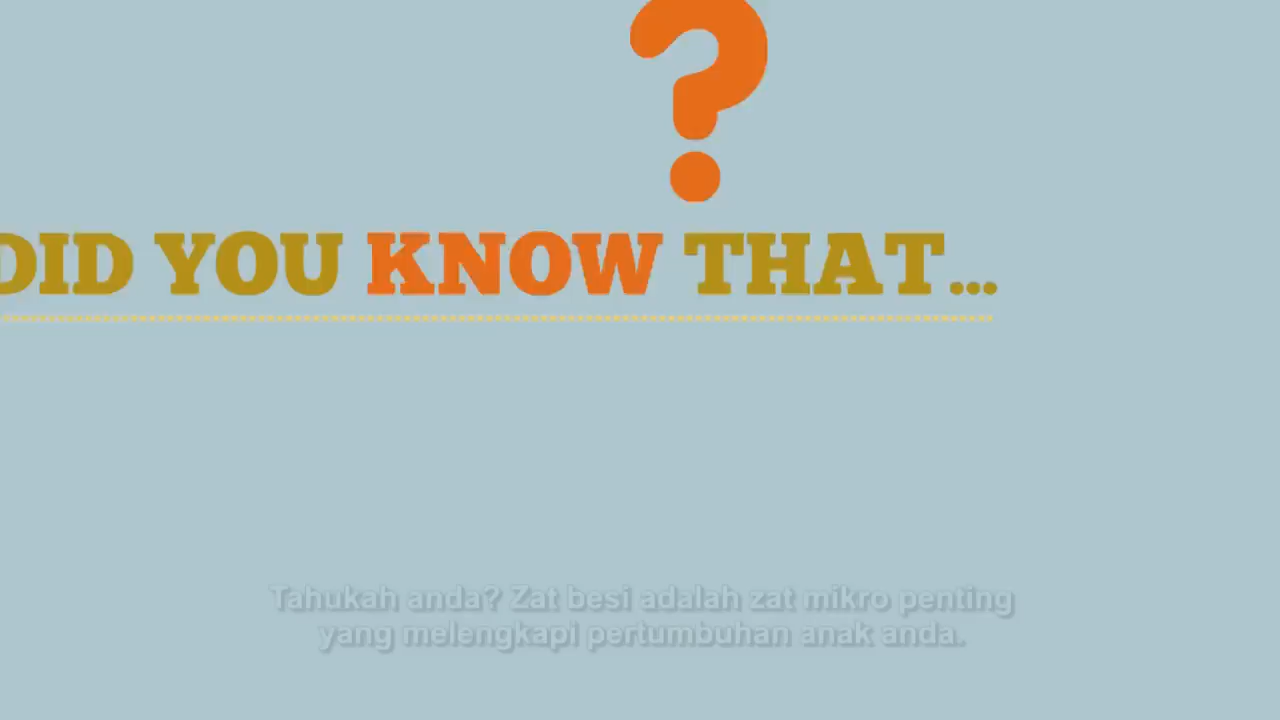 ?
DID YOU KNOW THAT...
Tahukah anda? Zat besi adalah zat mikro penting
yang melengkapi pertumbuhan anak anda.